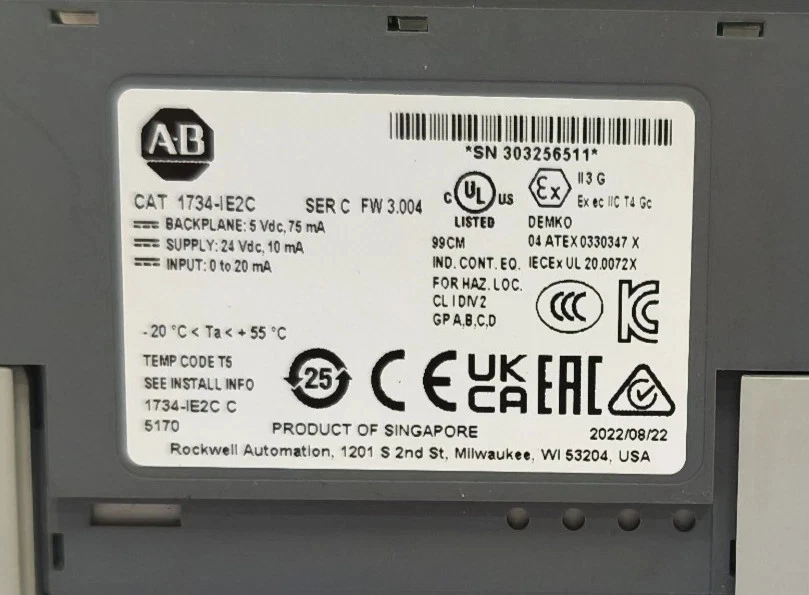 A-B
*SN 303256511*
CAT 1734-IE2C SER C FW 3.004
BACKPLANE: 5 Vdc, 75 mA
SUPPLY: 24 Vdc, 10 mA
INPUT: 0 to 20 mA
C UL US
LISTED
99CM
IND. CONT. EQ.
FOR HAZ. LOC.
CL I DIV 2
GP A,B,C,D
Ex II 3 G
Ex ec IIC T4 Gc
DEMKO
04 ATEX 0330347 X
IECEx UL 20.0072X
CCC
KC
-20 °C < Ta < + 55 °C
TEMP CODE T5
SEE INSTALL INFO
1734-IE2C C
5170
25
CE
UK
CA
EAC
PRODUCT OF SINGAPORE
2022/08/22
Rockwell Automation, 1201 S 2nd St, Milwaukee, WI 53204, USA